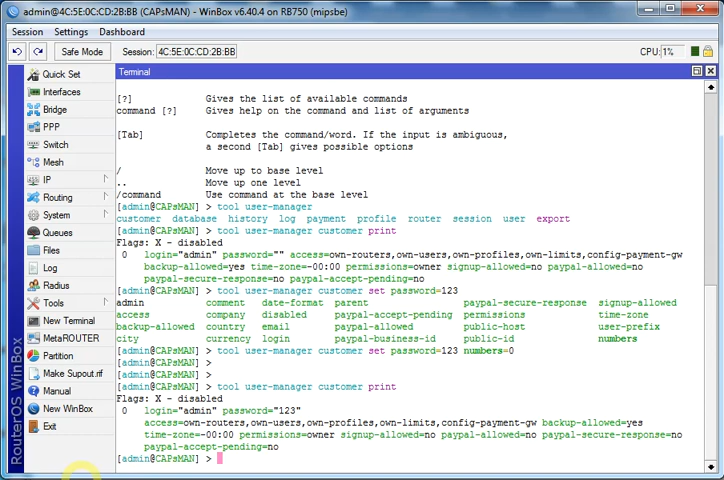 admin@4C:5E:0C:CD:2B:BB (CAPsMAN) - WinBox v6.40.4 on RB750 (mipsbe)
Session Settings Dashboard
Safe Mode Session: 4C:5E:0C:CD:2B:BB CPU: 1%
Quick Set
Interfaces
Bridge
PPP
Switch
Mesh
IP
Routing
System
Queues
Files
Log
Radius
Tools
New Terminal
MetaROUTER
Partition
Make Supout.rif
Manual
New WinBox
Exit
RouterOS WinBox
Terminal
[?] Gives the list of available commands
command [?] Gives help on the command and list of arguments
[Tab] Completes the command/word. If the input is ambiguous,
a second [Tab] gives possible options
/ Move up to base level
.. Move up one level
/command Use command at the base level
[admin@CAPsMAN] > tool user-manager
customer database history log payment profile router session user export
[admin@CAPsMAN] > tool user-manager customer print
Flags: X - disabled
0 login="admin" password="" access=own-routers,own-users,own-profiles,own-limits,config-payment-gw
backup-allowed=yes time-zone=-00:00 permissions=owner signup-allowed=no paypal-allowed=no
paypal-secure-response=no paypal-accept-pending=no
[admin@CAPsMAN] > tool user-manager customer set password=123
admin comment date-format parent paypal-secure-response signup-allowed
access company disabled paypal-accept-pending permissions time-zone
backup-allowed country email paypal-allowed public-host user-prefix
city currency login paypal-business-id public-id numbers
[admin@CAPsMAN] > tool user-manager customer set password=123 numbers=0
[admin@CAPsMAN] >
[admin@CAPsMAN] >
[admin@CAPsMAN] > tool user-manager customer print
Flags: X - disabled
0 login="admin" password="123"
access=own-routers,own-users,own-profiles,own-limits,config-payment-gw backup-allowed=yes
time-zone=-00:00 permissions=owner signup-allowed=no paypal-allowed=no paypal-secure-response=no
paypal-accept-pending=no
[admin@CAPsMAN] >